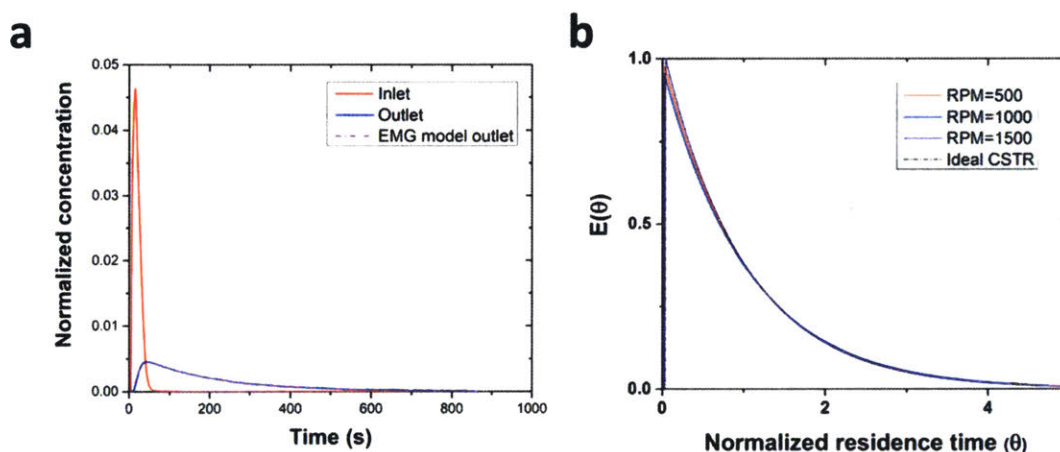 a
Normalized concentration
0.05
0.04
0.03
0.02
0.01
0.00
0
200
400
600
800
1000
Time (s)
Inlet
Outlet
EMG model outlet
b
E(θ)
1.0
0.5
0.0
0
2
4
Normalized residence time (θ)
RPM=500
RPM=1000
RPM=1500
Ideal CSTR